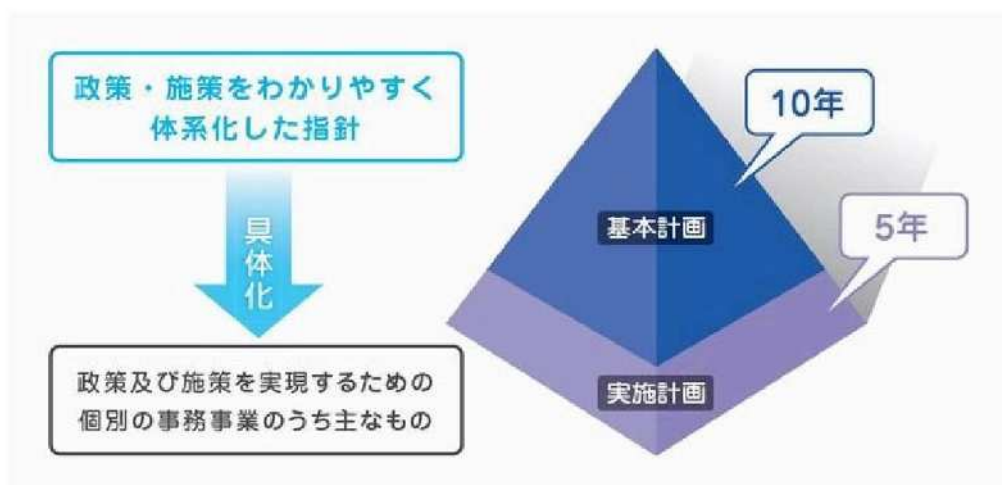 政策・施策をわかりやすく
体系化した指針
具体化
政策及び施策を実現するための
個別の事務事業のうち主なもの
10年
基本計画
5年
実施計画